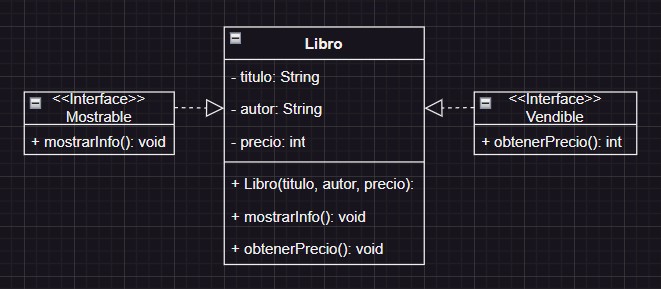 <<Interface>>
Mostrable
+ mostrarInfo(): void
Libro
- titulo: String
- autor: String
- precio: int
+ Libro(titulo, autor, precio):
+ mostrarInfo(): void
+ obtenerPrecio(): void
<<Interface>>
Vendible
+ obtenerPrecio(): int